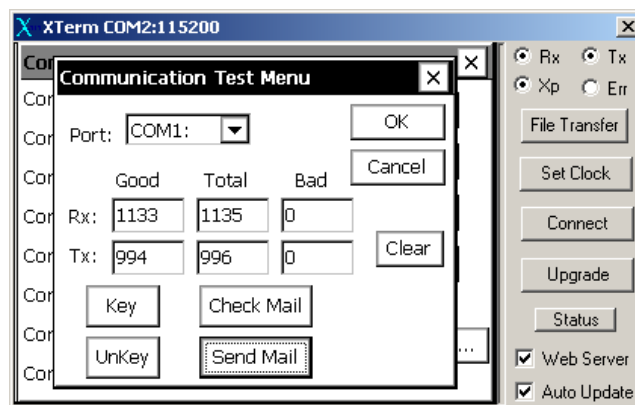 XTerm COM2:115200
Communication Test Menu
Port: COM1:
OK
Cancel
Good Total Bad
Rx: 1133 1135 0
Tx: 994 996 0
Clear
Key Check Mail
UnKey Send Mail
...
Rx Tx
Xp Err
File Transfer
Set Clock
Connect
Upgrade
Status
Web Server
Auto Update